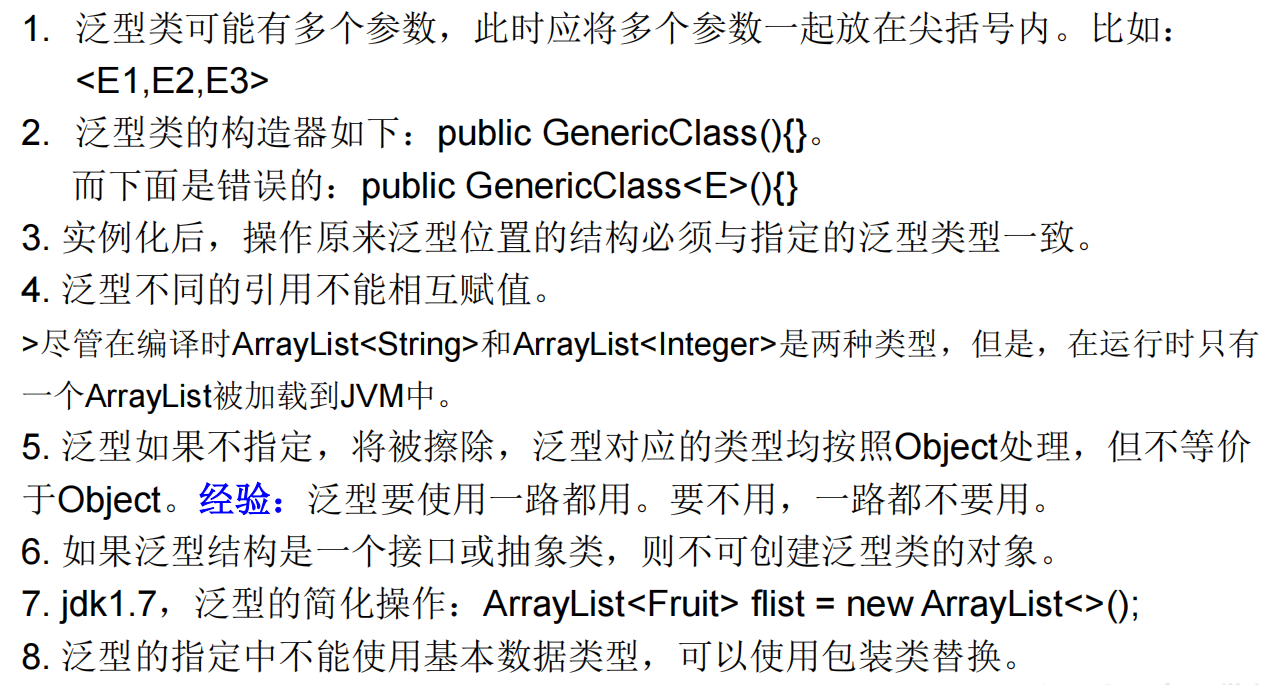 1. 泛型类可能有多个参数，此时应将多个参数一起放在尖括号内。比如：
<E1,E2,E3>
2. 泛型类的构造器如下：public GenericClass(){}。
而下面是错误的：public GenericClass<E>(){}
3. 实例化后，操作原来泛型位置的结构必须与指定的泛型类型一致。
4. 泛型不同的引用不能相互赋值。
>尽管在编译时ArrayList<String>和ArrayList<Integer>是两种类型，但是，在运行时只有
一个ArrayList被加载到JVM中。
5. 泛型如果不指定，将被擦除，泛型对应的类型均按照Object处理，但不等价
于Object。经验：泛型要使用一路都用。要不用，一路都不要用。
6. 如果泛型结构是一个接口或抽象类，则不可创建泛型类的对象。
7. jdk1.7，泛型的简化操作：ArrayList<Fruit> flist = new ArrayList<>();
8. 泛型的指定中不能使用基本数据类型，可以使用包装类替换。